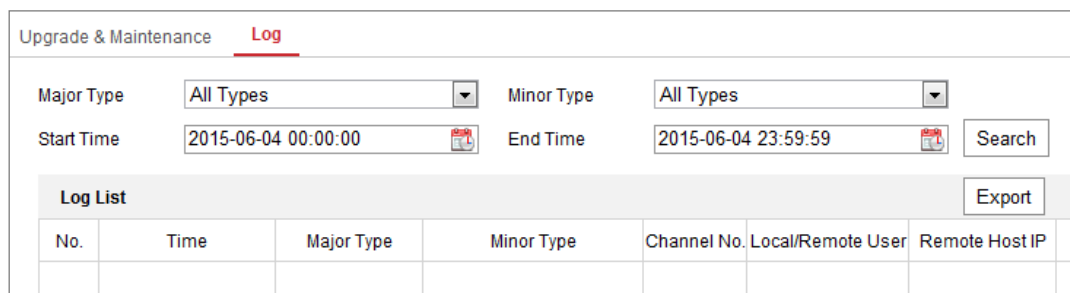 Upgrade & Maintenance Log
Major Type All Types Minor Type All Types
Start Time 2015-06-04 00:00:00 End Time 2015-06-04 23:59:59 Search
Log List Export
No. Time Major Type Minor Type Channel No. Local/Remote User Remote Host IP